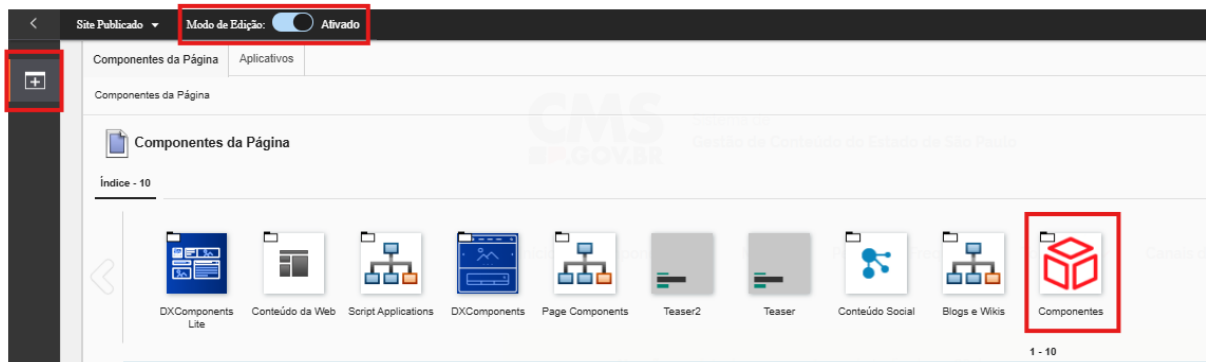 Site Publicado
Modo de Edição: Ativado
Componentes da Página Aplicativos
Componentes da Página
CMS
SP.GOV.BR
Gestão de Conteúdo do Estado de São Paulo
Componentes da Página
Índice - 10
DXComponents Lite
Conteúdo da Web
Script Applications
DXComponents
Page Components
Teaser2
Teaser
Conteúdo Social
Blogs e Wikis
Componentes
1 - 10